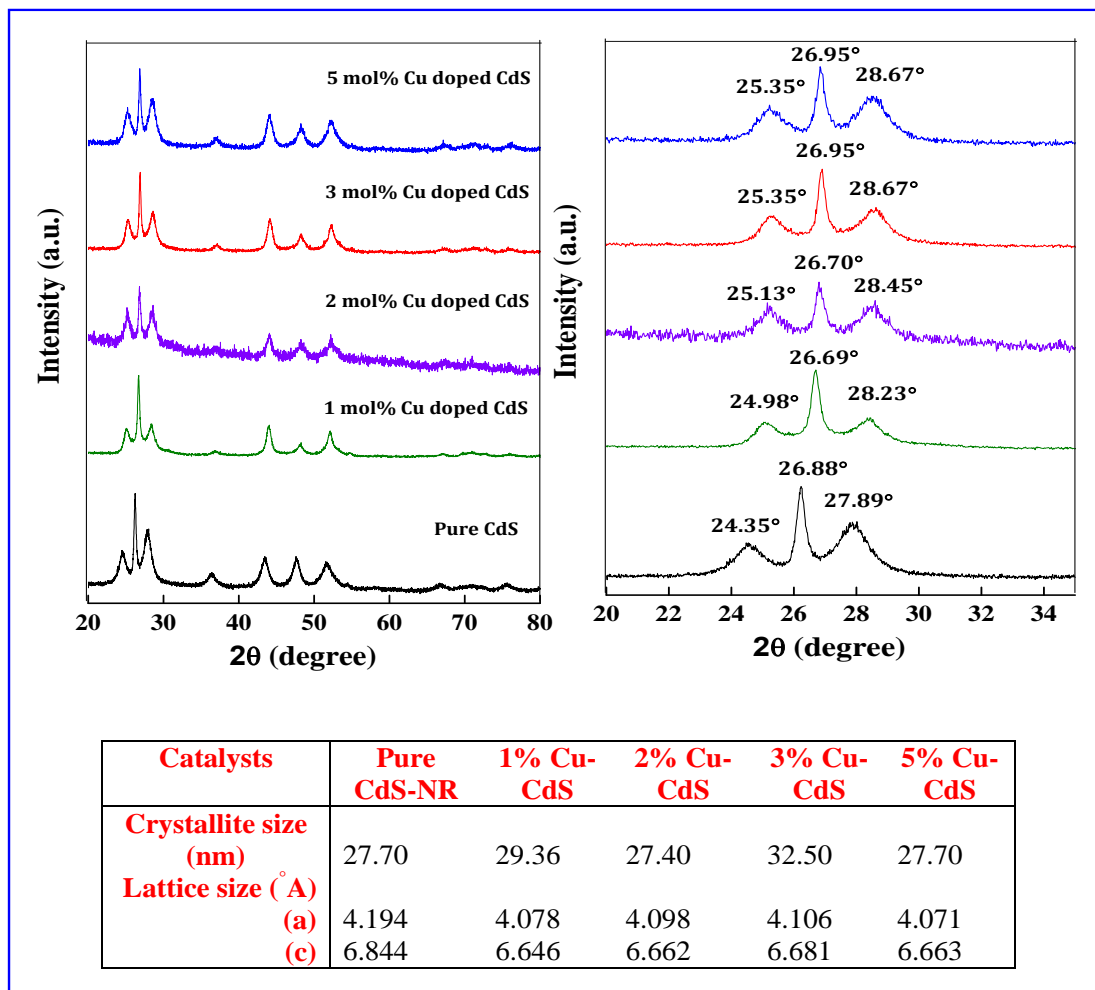 5 mol% Cu doped CdS
3 mol% Cu doped CdS
2 mol% Cu doped CdS
1 mol% Cu doped CdS
Pure CdS
Intensity (a.u.)
20 30 40 50 60 70 80
2θ (degree)
26.95°
25.35° 28.67°
26.95°
25.35° 28.67°
26.70°
25.13° 28.45°
26.69°
24.98° 28.23°
26.88°
24.35° 27.89°
Intensity (a.u.)
20 22 24 26 28 30 32 34
2θ (degree)
Catalysts Pure 1% Cu- 2% Cu- 3% Cu- 5% Cu-
CdS-NR CdS CdS CdS CdS
Crystallite size
(nm) 27.70 29.36 27.40 32.50 27.70
Lattice size (°A)
(a) 4.194 4.078 4.098 4.106 4.071
(c) 6.844 6.646 6.662 6.681 6.663